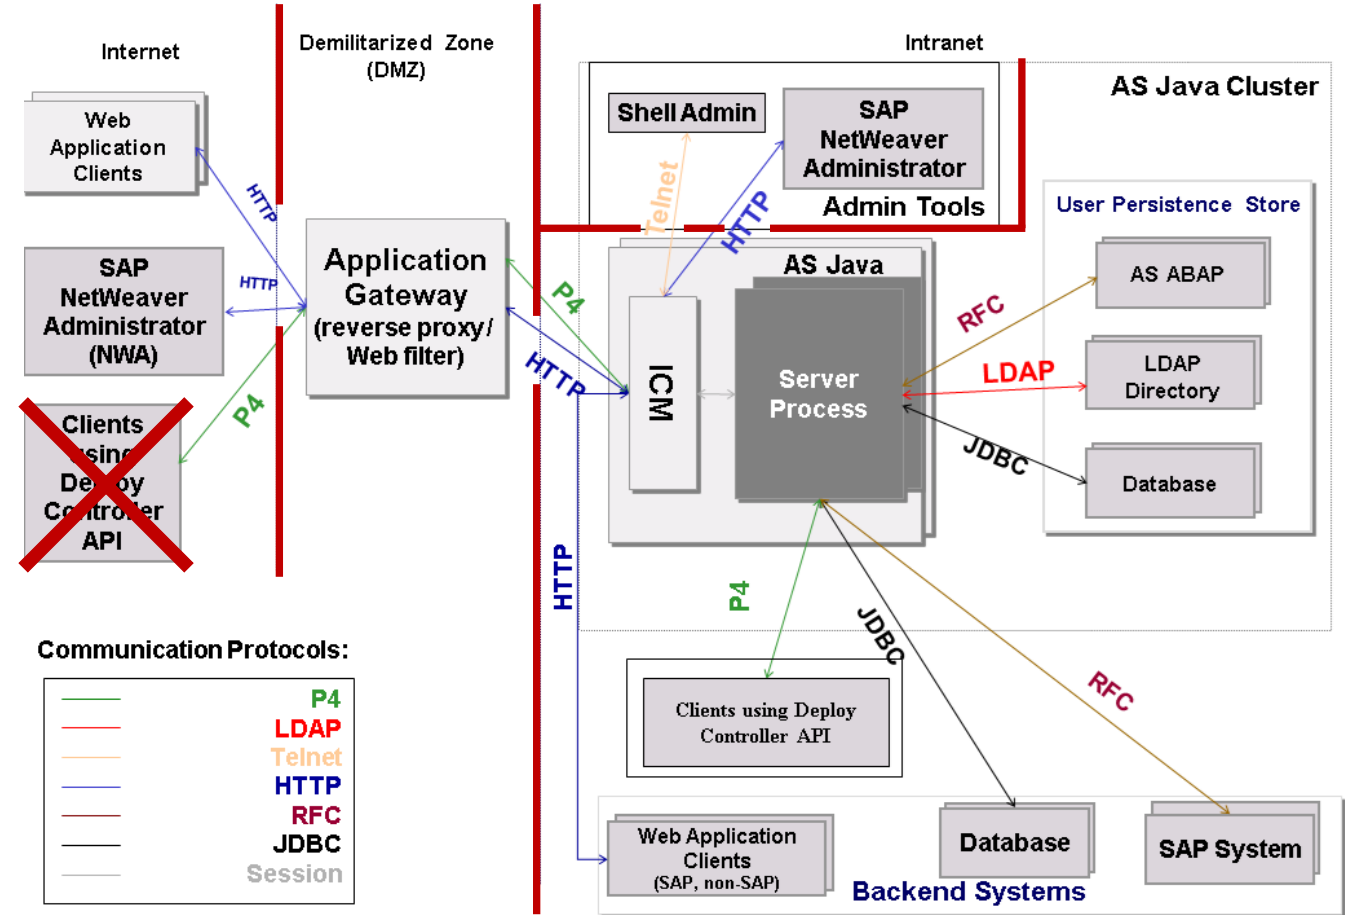 Internet
Demilitarized Zone
(DMZ)
Intranet
AS Java Cluster
Web
Application
Clients
HTTP
SAP
NetWeaver
Administrator
(NWA)
HTTP
Clients
using
Deploy
Controller
API
P4
Application
Gateway
(reverse proxy/
Web filter)
P4
HTTP
HTTP
Shell Admin
SAP
NetWeaver
Administrator
Admin Tools
Telnet
HTTP
AS Java
ICM
Server
Process
User Persistence Store
AS ABAP
LDAP
Directory
Database
RFC
LDAP
JDBC
P4
JDBC
RFC
Clients using Deploy
Controller API
Web Application
Clients
(SAP, non-SAP)
Database
SAP System
Backend Systems
Communication Protocols:
P4
LDAP
Telnet
HTTP
RFC
JDBC
Session